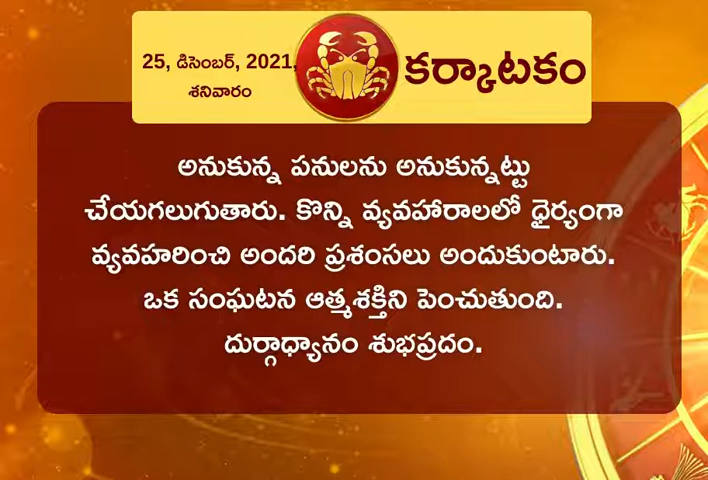 25, డిసెంబర్, 2021,
శనివారం
కర్కాటకం
అనుకున్న పనులను అనుకున్నట్టు
చేయగలుగుతారు. కొన్ని వ్యవహారాలలో ధైర్యంగా
వ్యవహరించి అందరి ప్రశంసలు అందుకుంటారు.
ఒక సంఘటన ఆత్మశక్తిని పెంచుతుంది.
దుర్గాధ్యానం శుభప్రదం.